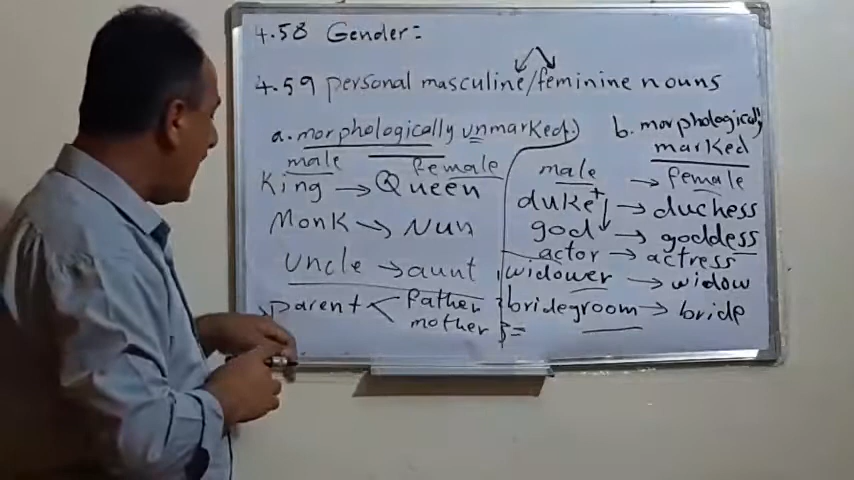 4.58 Gender:
4.59 personal masculine/feminine nouns
a. morphologically unmarked.)
male female
King → Queen
Monk → Nun
Uncle → aunt
parent < father
mother
b. morphologically
marked
male → female
duke → duchess
god → goddess
actor → actress
widower → widow
bridegroom → bride